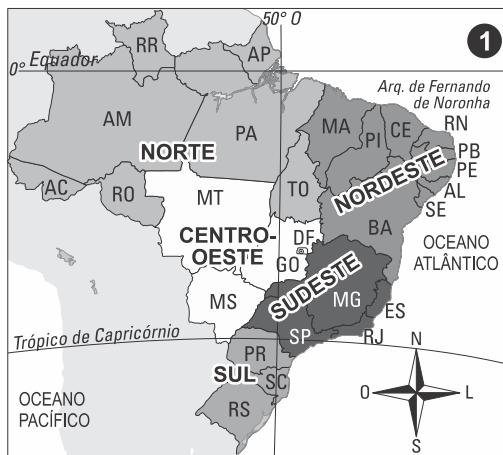 50° O
1
RR
AP
0°
Equador
Arq. de Fernando
de Noronha
AM
PA
MA
CE
RN
PI
PB
PE
AL
SE
NORTE
NORDESTE
AC
RO
MT
TO
BA
CENTRO-
OESTE
DF
GO
OCEANO
ATLÂNTICO
SUDESTE
MS
MG
ES
Trópico de Capricórnio
SP
RJ
PR
SUL
SC
RS
OCEANO
PACÍFICO
N
O
L
S